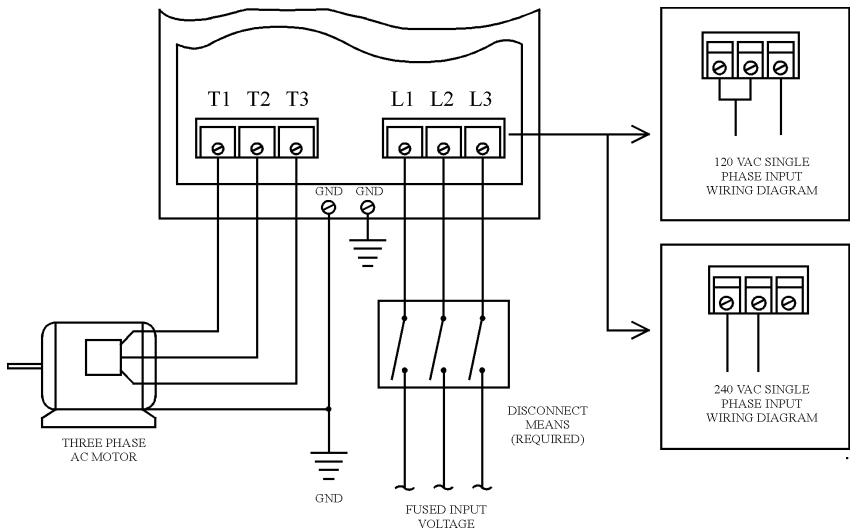 T1 T2 T3 L1 L2 L3
GND GND
120 VAC SINGLE
PHASE INPUT
WIRING DIAGRAM
240 VAC SINGLE
PHASE INPUT
WIRING DIAGRAM
DISCONNECT
MEANS
(REQUIRED)
THREE PHASE
AC MOTOR
GND
FUSED INPUT
VOLTAGE